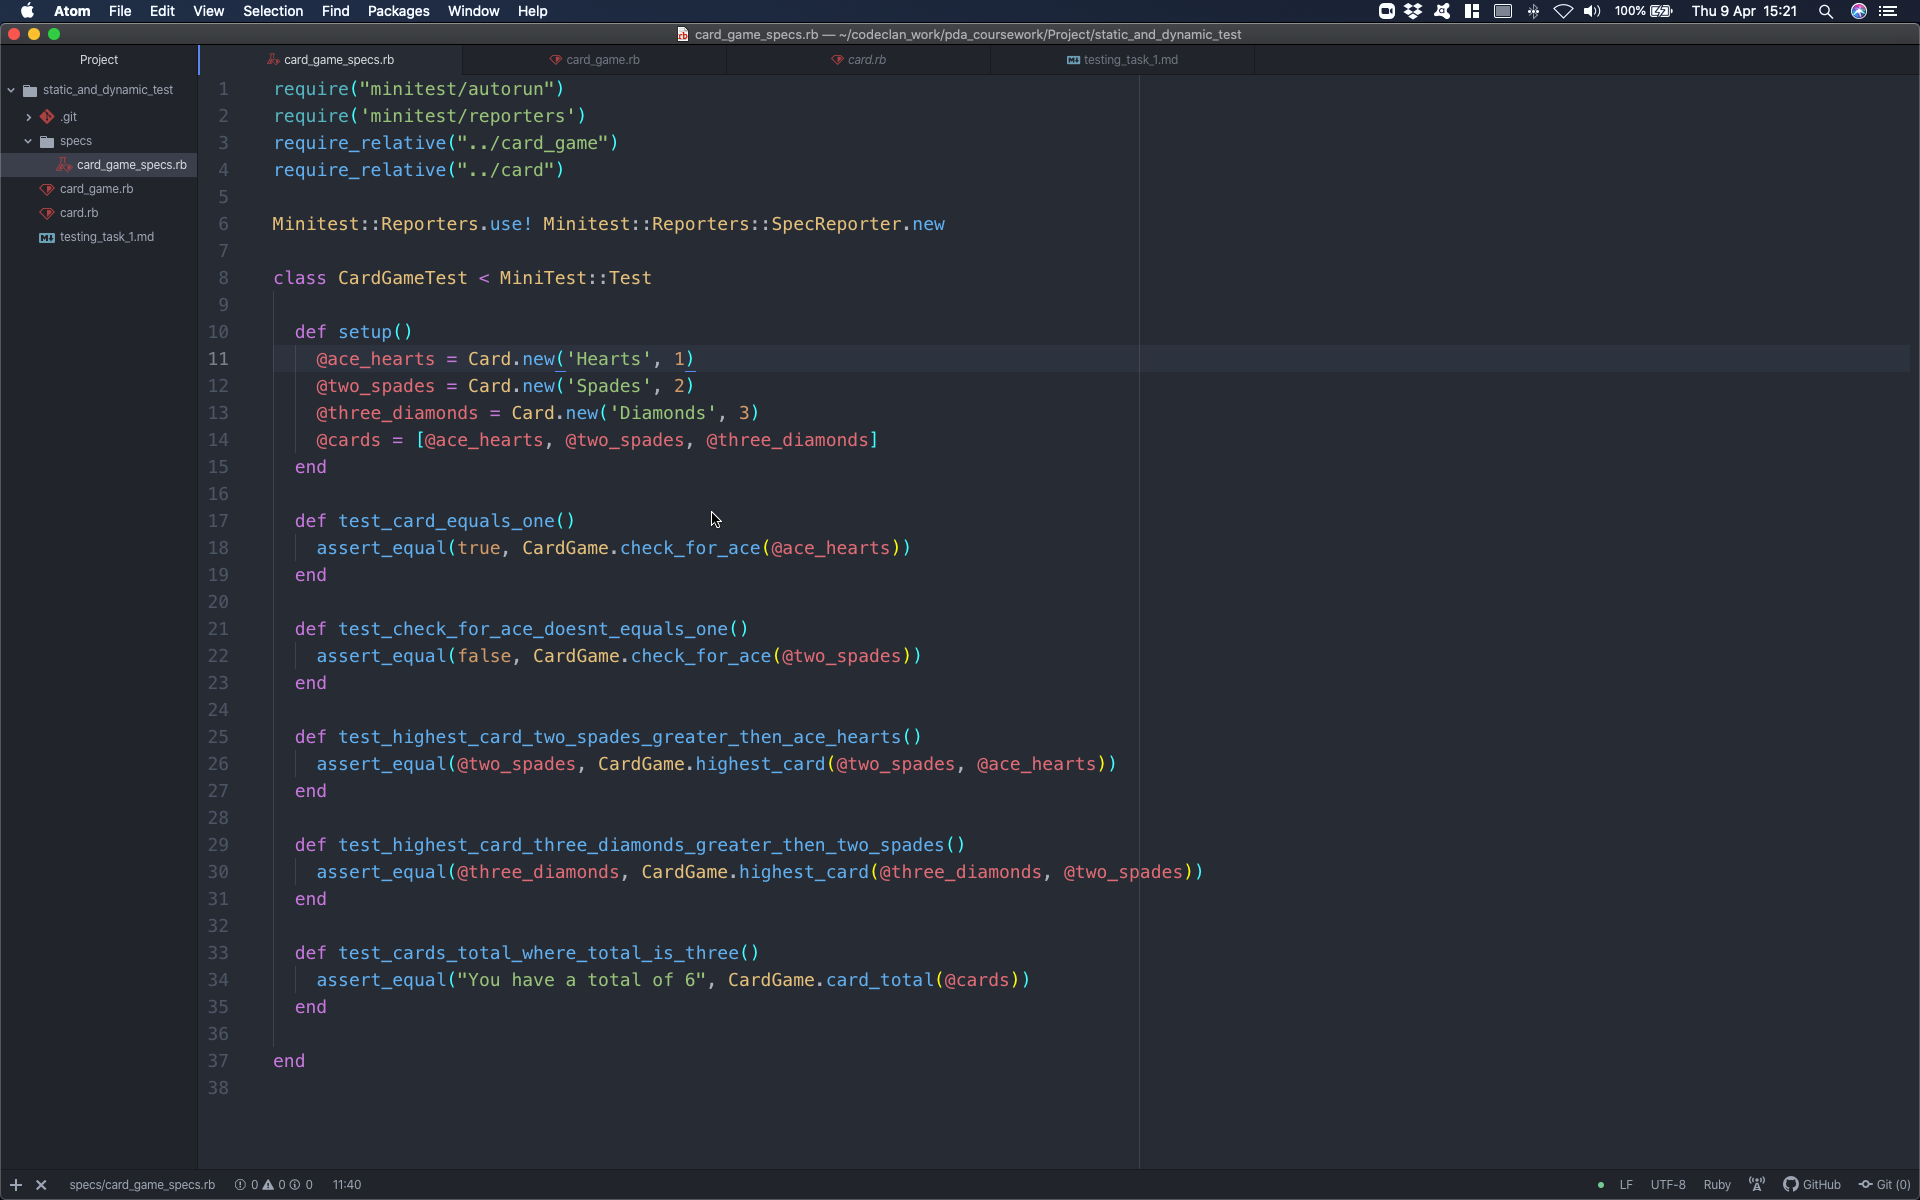 Atom File Edit View Selection Find Packages Window Help 100% Thu 9 Apr 15:21
card_game_specs.rb — ~/codeclan_work/pda_coursework/Project/static_and_dynamic_test
Project card_game_specs.rb card_game.rb card.rb testing_task_1.md
static_and_dynamic_test
.git
specs
card_game_specs.rb
card_game.rb
card.rb
testing_task_1.md
1 require("minitest/autorun")
2 require('minitest/reporters')
3 require_relative("../card_game")
4 require_relative("../card")
5
6 Minitest::Reporters.use! Minitest::Reporters::SpecReporter.new
7
8 class CardGameTest < MiniTest::Test
9
10 def setup()
11 @ace_hearts = Card.new('Hearts', 1)
12 @two_spades = Card.new('Spades', 2)
13 @three_diamonds = Card.new('Diamonds', 3)
14 @cards = [@ace_hearts, @two_spades, @three_diamonds]
15 end
16
17 def test_card_equals_one()
18 assert_equal(true, CardGame.check_for_ace(@ace_hearts))
19 end
20
21 def test_check_for_ace_doesnt_equals_one()
22 assert_equal(false, CardGame.check_for_ace(@two_spades))
23 end
24
25 def test_highest_card_two_spades_greater_then_ace_hearts()
26 assert_equal(@two_spades, CardGame.highest_card(@two_spades, @ace_hearts))
27 end
28
29 def test_highest_card_three_diamonds_greater_then_two_spades()
30 assert_equal(@three_diamonds, CardGame.highest_card(@three_diamonds, @two_spades))
31 end
32
33 def test_cards_total_where_total_is_three()
34 assert_equal("You have a total of 6", CardGame.card_total(@cards))
35 end
36
37 end
38
specs/card_game_specs.rb 0 0 0 11:40 LF UTF-8 Ruby GitHub Git (0)